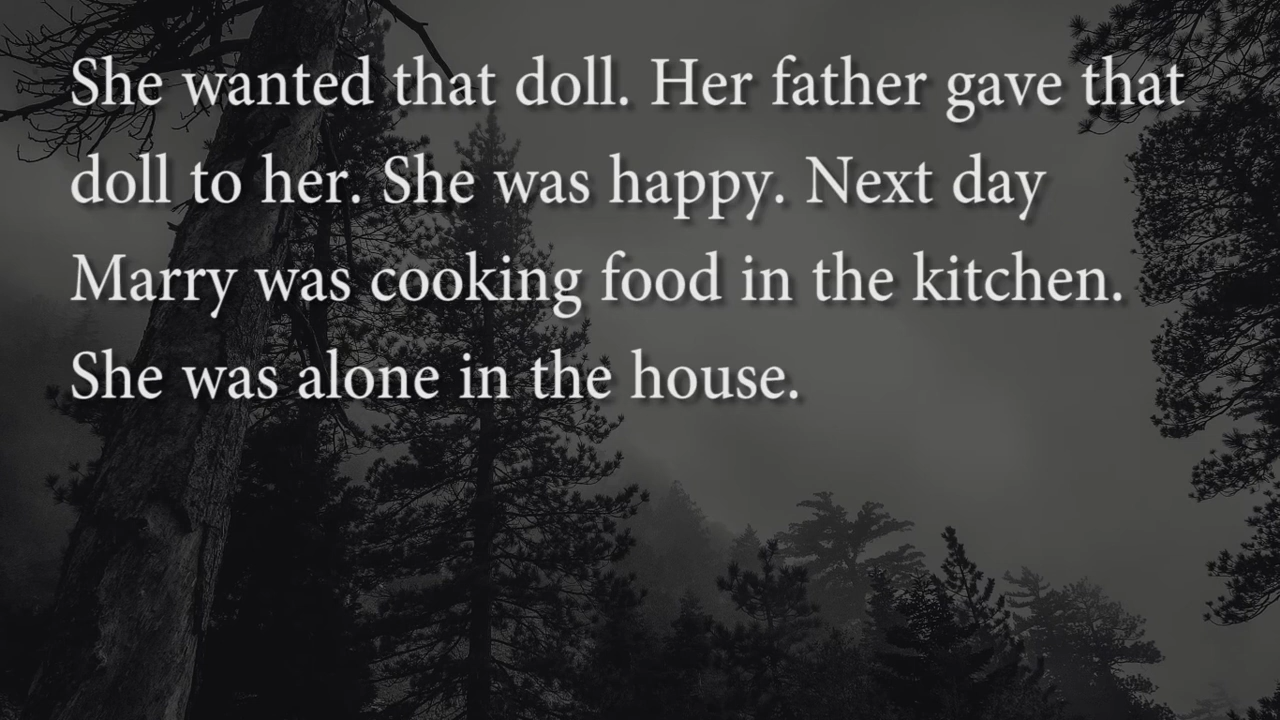 She wanted that doll. Her father gave that
doll to her. She was happy. Next day
Marry was cooking food in the kitchen.
She was alone in the house.